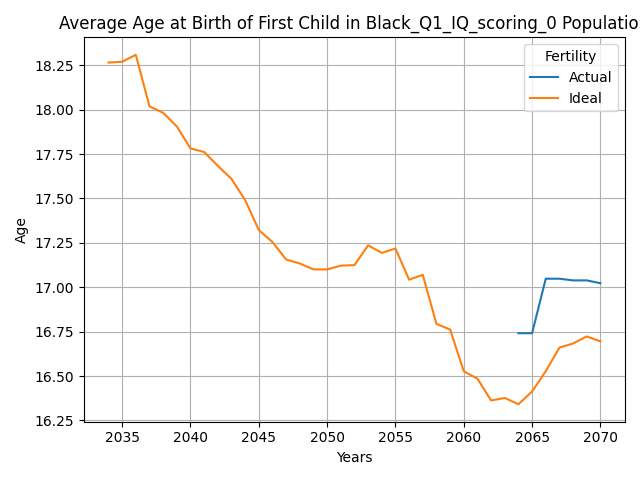 Average Age at Birth of First Child in Black_Q1_IQ_scoring_0 Populatio
Fertility
Actual
Ideal
18.25
18.00
17.75
17.50
17.25
17.00
16.75
16.50
16.25
Age
2035 2040 2045 2050 2055 2060 2065 2070
Years